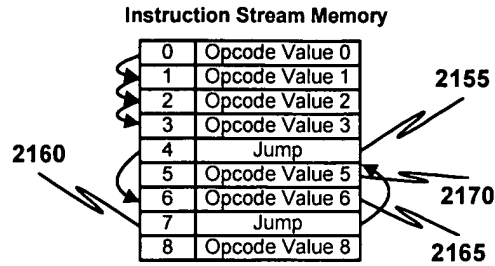 Instruction Stream Memory
0 Opcode Value 0
1 Opcode Value 1
2 Opcode Value 2
3 Opcode Value 3
4 Jump
5 Opcode Value 5
6 Opcode Value 6
7 Jump
8 Opcode Value 8
2155
2160
2170
2165